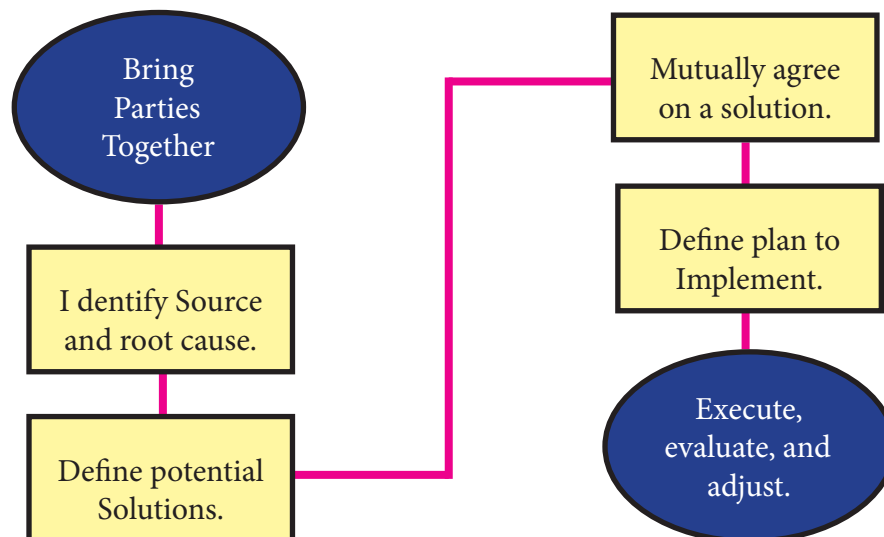 Bring
Parties
Together
I dentify Source
and root cause.
Define potential
Solutions.
Mutually agree
on a solution.
Define plan to
Implement.
Execute,
evaluate, and
adjust.